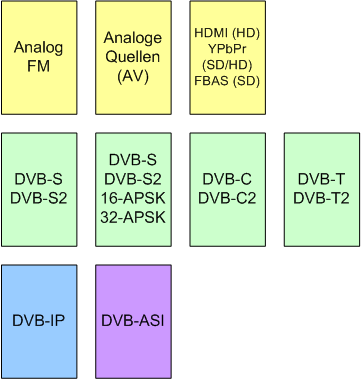 Analog
FM
Analoge
Quellen
(AV)
HDMI (HD)
YPbPr
(SD/HD)
FBAS (SD)
DVB-S
DVB-S2
DVB-S
DVB-S2
16-APSK
32-APSK
DVB-C
DVB-C2
DVB-T
DVB-T2
DVB-IP
DVB-ASI